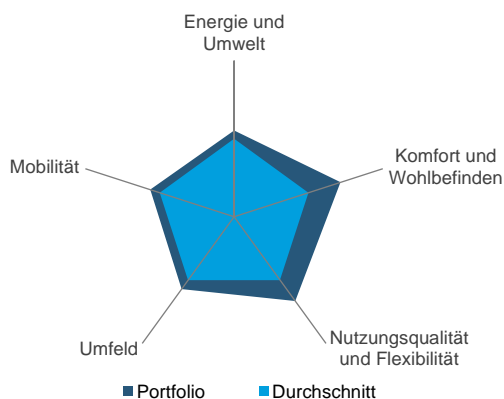 Energie und
Umwelt
Mobilität
Komfort und
Wohlbefinden
Umfeld
Nutzungsqualität
und Flexibilität
Portfolio Durchschnitt